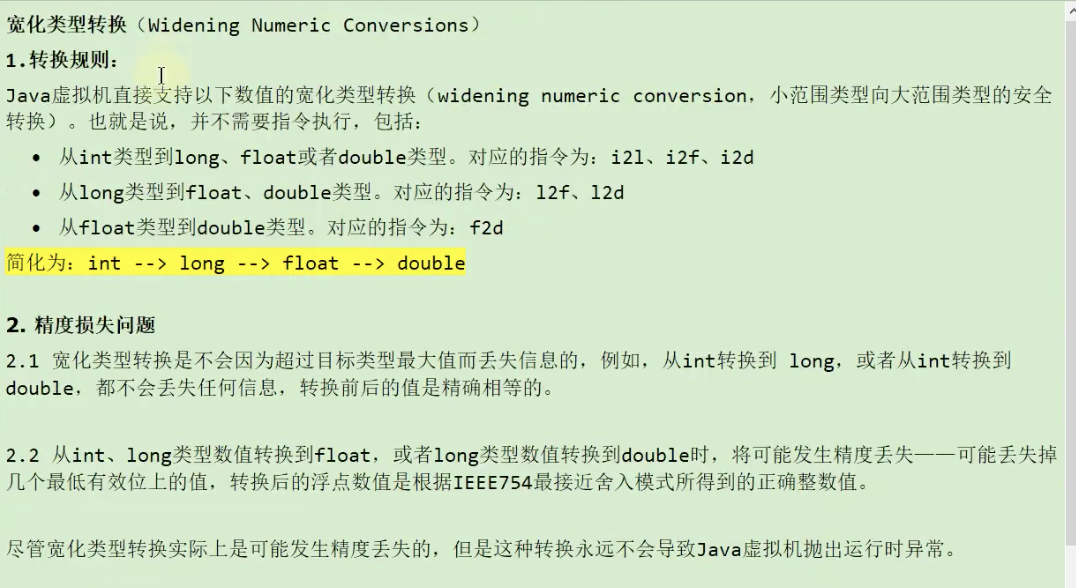 宽化类型转换（Widening Numeric Conversions）
1.转换规则：
Java虚拟机直接支持以下数值的宽化类型转换（widening numeric conversion，小范围类型向大范围类型的安全
转换）。也就是说，并不需要指令执行，包括：
• 从int类型到long、float或者double类型。对应的指令为：i2l、i2f、i2d
• 从long类型到float、double类型。对应的指令为：l2f、l2d
• 从float类型到double类型。对应的指令为：f2d
简化为：int --> long --> float --> double
2. 精度损失问题
2.1 宽化类型转换是不会因为超过目标类型最大值而丢失信息的，例如，从int转换到 long，或者从int转换到
double，都不会丢失任何信息，转换前后的值是精确相等的。
2.2 从int、long类型数值转换到float，或者long类型数值转换到double时，将可能发生精度丢失——可能丢失掉
几个最低有效位上的值，转换后的浮点数值是根据IEEE754最接近舍入模式所得到的正确整数值。
尽管宽化类型转换实际上是可能发生精度丢失的，但是这种转换永远不会导致Java虚拟机抛出运行时异常。